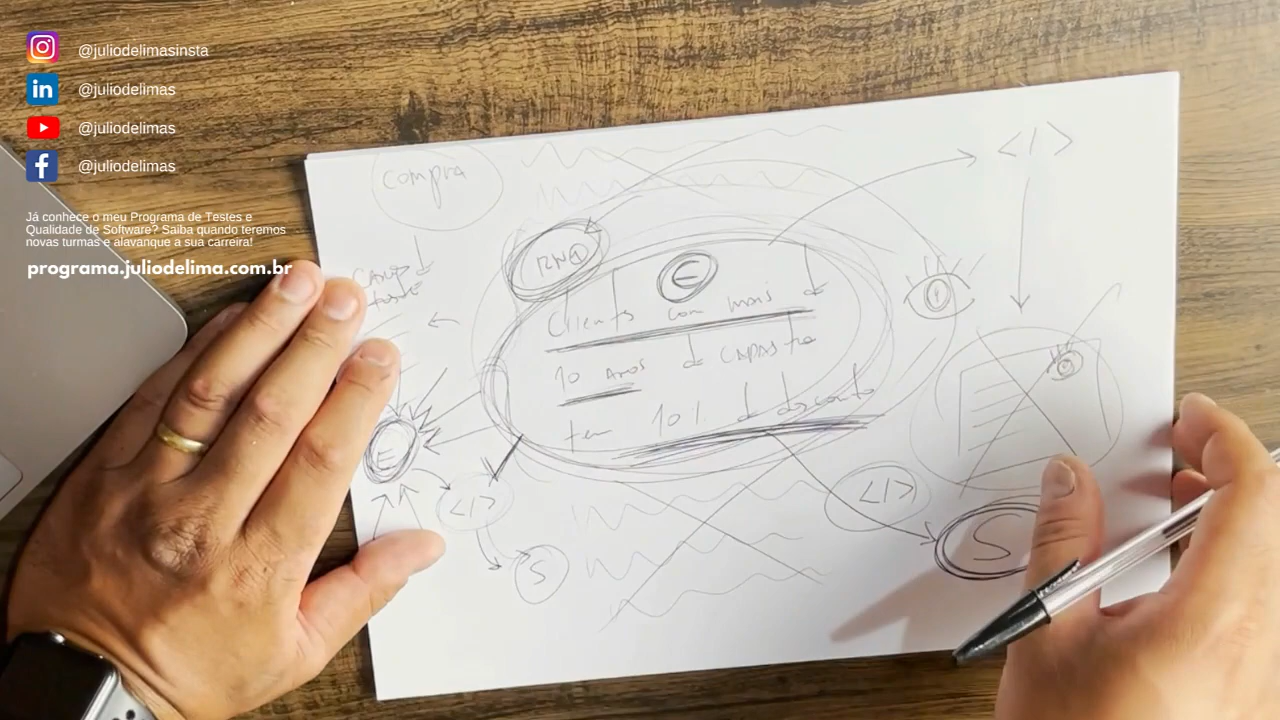 @juliodelimasinsta
@juliodelimas
@juliodelimas
@juliodelimas
Já conhece o meu Programa de Testes e
Qualidade de Software? Saiba quando teremos
novas turmas e alavanque a sua carreira!
programa.juliodelima.com.br
compra
</>
RN01
E
Clients com mais de
10 anos de cadastro
tem 10% de desconto
E
</>
</>
S
S